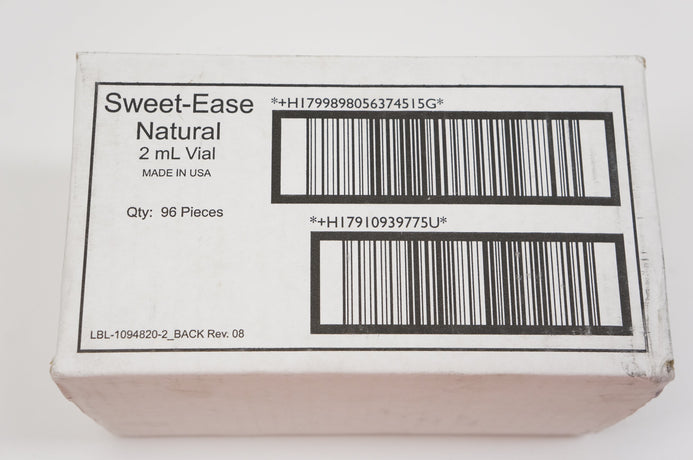 Sweet-Ease
Natural
2 mL Vial
MADE IN USA
Qty: 96 Pieces
*+H1799898056374515G*
*+H17910939775U*
LBL-1094820-2_BACK Rev. 08